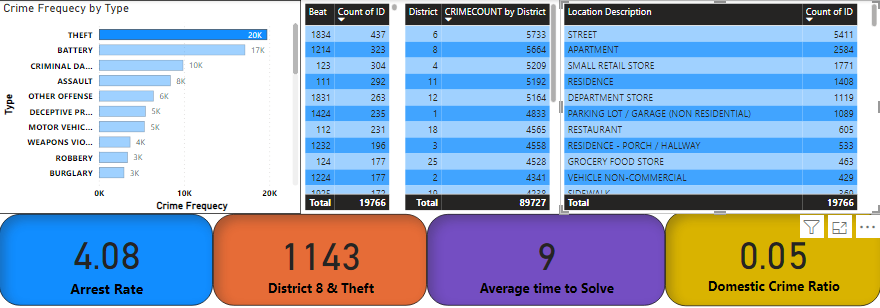 Crime Frequecy by Type
Type
THEFT 20K
BATTERY 17K
CRIMINAL DA... 10K
ASSAULT 8K
OTHER OFFENSE 6K
DECEPTIVE PR... 5K
MOTOR VEHIC... 5K
WEAPONS VIO... 4K
ROBBERY 3K
BURGLARY 3K
0K 10K 20K
Crime Frequecy
Beat Count of ID
1834 437
1214 323
123 304
111 292
1831 263
1424 235
112 231
1232 196
124 177
1224 177
1925 172
Total 19766
District CRIMECOUNT by District
6 5733
8 5664
4 5209
11 5192
12 5164
1 4833
18 4565
3 4558
25 4528
2 4341
10 4238
Total 89727
Location Description Count of ID
STREET 5411
APARTMENT 2584
SMALL RETAIL STORE 1771
RESIDENCE 1408
DEPARTMENT STORE 1119
PARKING LOT / GARAGE (NON RESIDENTIAL) 1089
RESTAURANT 605
RESIDENCE - PORCH / HALLWAY 533
GROCERY FOOD STORE 463
VEHICLE NON-COMMERCIAL 429
SIDEWALK 360
Total 19766
4.08
Arrest Rate
1143
District 8 & Theft
9
Average time to Solve
0.05
Domestic Crime Ratio